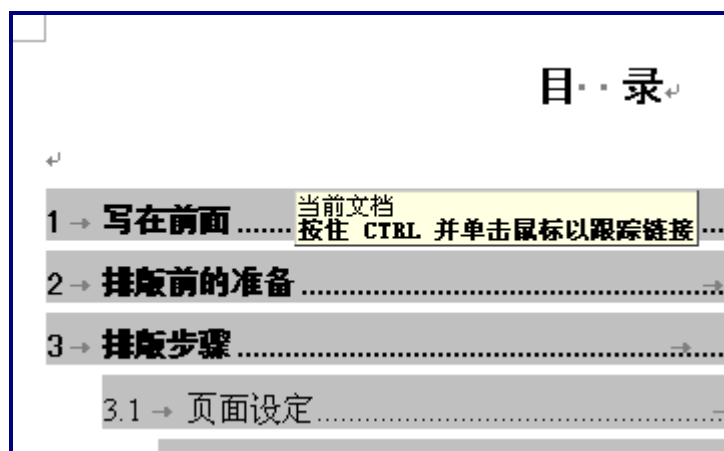 目 录
当前文档
按住 CTRL 并单击鼠标以跟踪链接
1 → 写在前面.......
2 → 排版前的准备..................................................
3 → 排版步骤..........................................................
3.1 → 页面设定..................................................